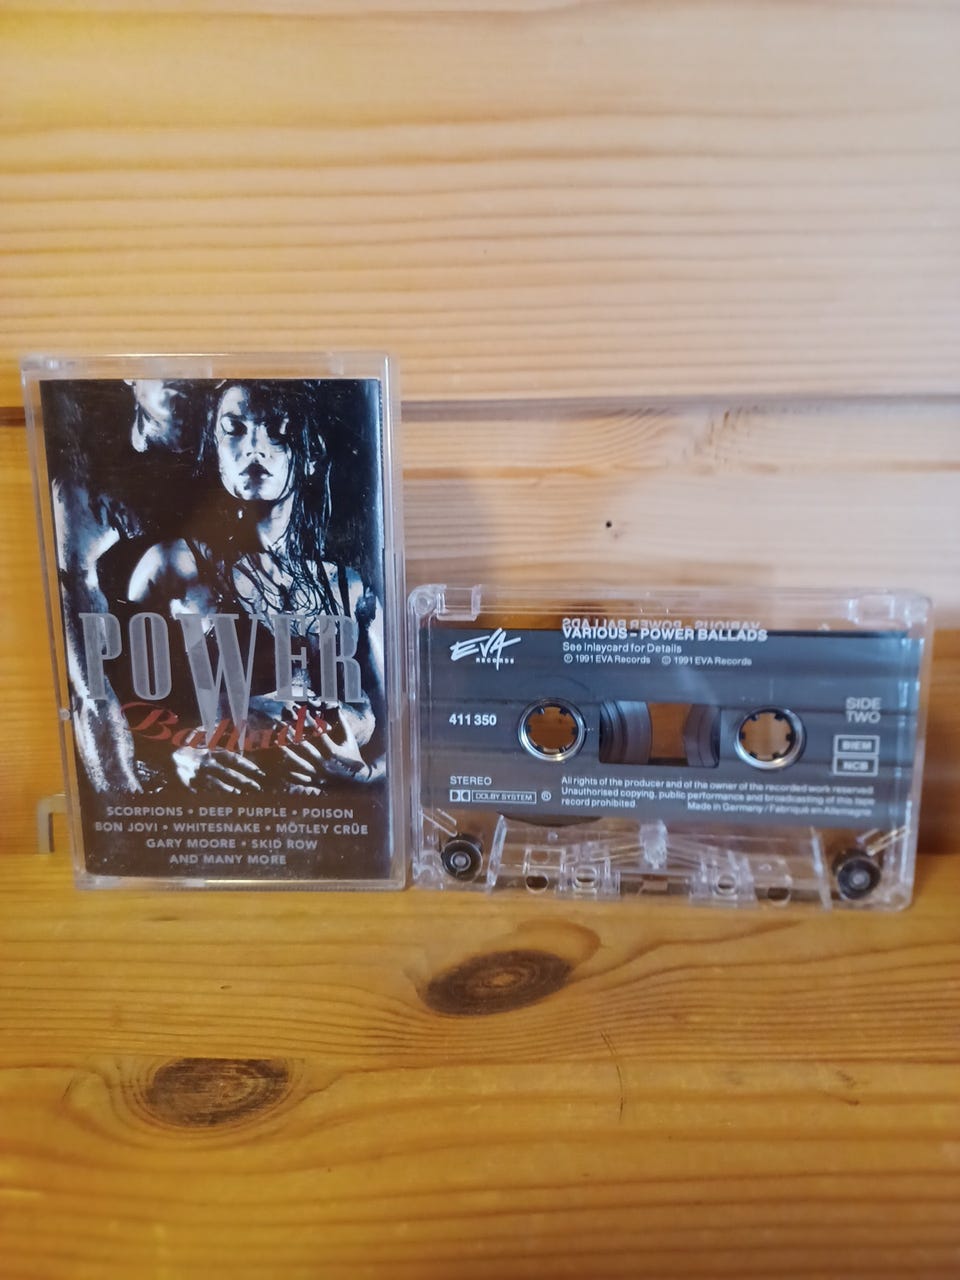 POWER
Ballads
SCORPIONS • DEEP PURPLE • POISON
BON JOVI • WHITESNAKE • MÖTLEY CRÜE
GARY MOORE • SKID ROW
AND MANY MORE
EVA
RECORDS
VARIOUS - POWER BALLADS
VARIOUS – POWER BALLADS
See Inlaycard for Details
Ⓟ 1991 EVA Records © 1991 EVA Records
411 350
SIDE
TWO
BIEM
NCB
STEREO
DOLBY SYSTEM ®
All rights of the producer and of the owner of the recorded work reserved
Unauthorised copying, public performance and broadcasting of this tape
record prohibited. Made in Germany / Fabriqué en Allemagne